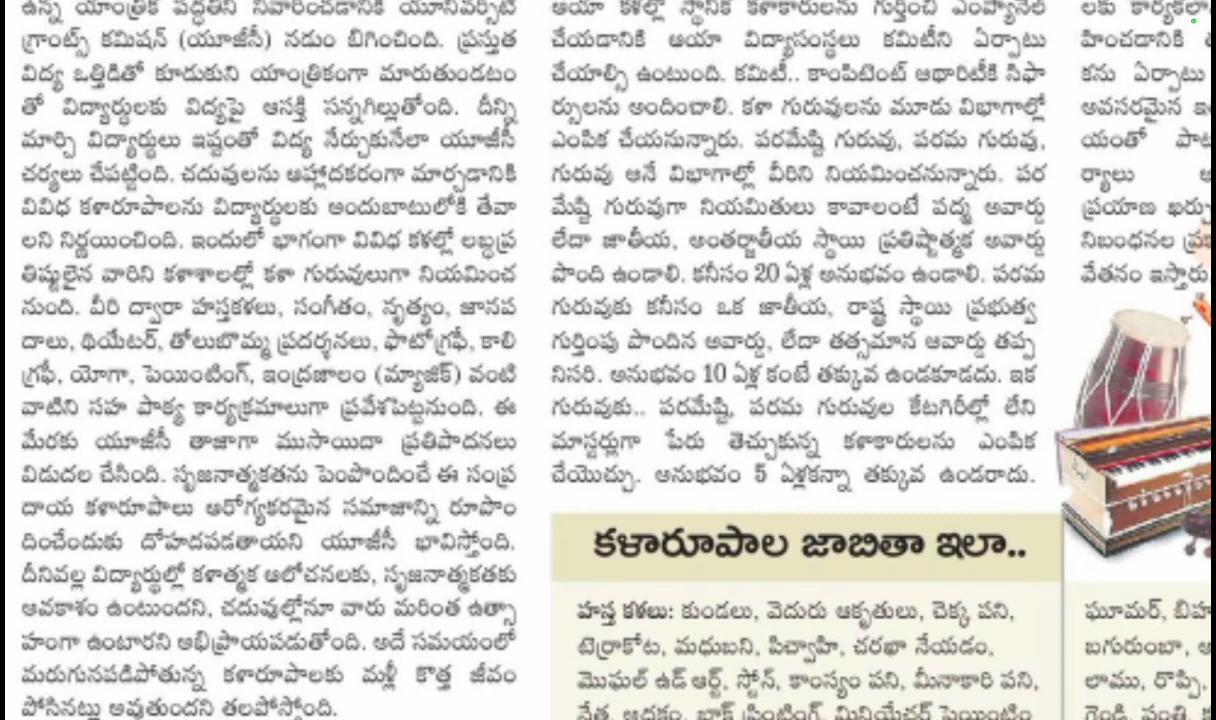 ఉన్న యాంత్రిక పద్ధతిని నివారించడానికి యూనివర్సిటీ
గ్రాంట్స్ కమిషన్ (యూజీసీ) నడుం బిగించింది. ప్రస్తుత
విద్య ఒత్తిడితో కూడుకుని యాంత్రికంగా మారుతుండటం
తో విద్యార్థులకు విద్యపై ఆసక్తి సన్నగిల్లుతోంది. దీన్ని
మార్చి విద్యార్థులు ఇష్టంతో విద్య నేర్చుకునేలా యూజీసీ
చర్యలు చేపట్టింది. చదువులను ఆహ్లాదకరంగా మార్చడానికి
వివిధ కళారూపాలను విద్యార్థులకు అందుబాటులోకి తేవా
లని నిర్ణయించింది. ఇందులో భాగంగా వివిధ కళల్లో లబ్ధప్ర
తిష్టులైన వారిని కళాశాలల్లో కళా గురువులుగా నియమించ
నుంది. వీరి ద్వారా హస్తకళలు, సంగీతం, నృత్యం, జానప
దాలు, థియేటర్, తోలుబొమ్మ ప్రదర్శనలు, ఫొటోగ్రఫీ, కాలి
గ్రఫీ, యోగా, పెయింటింగ్, ఇంద్రజాలం (మ్యాజిక్) వంటి
వాటిని సహ పాఠ్య కార్యక్రమాలుగా ప్రవేశపెట్టనుంది. ఈ
మేరకు యూజీసీ తాజాగా ముసాయిదా ప్రతిపాదనలు
విడుదల చేసింది. సృజనాత్మకతను పెంపొందించే ఈ సంప్ర
దాయ కళారూపాలు ఆరోగ్యకరమైన సమాజాన్ని రూపొం
దించేందుకు దోహదపడతాయని యూజీసీ భావిస్తోంది.
దీనివల్ల విద్యార్థుల్లో కళాత్మక ఆలోచనలకు, సృజనాత్మకతకు
అవకాశం ఉంటుందని, చదువుల్లోనూ వారు మరింత ఉత్సా
హంగా ఉంటారని అభిప్రాయపడుతోంది. అదే సమయంలో
మరుగునపడిపోతున్న కళారూపాలకు మళ్లీ కొత్త జీవం
పోసినట్లు అవుతుందని తలపోస్తోంది.
ఆయా కళల్లో స్థానిక కళాకారులను గుర్తించి ఎంప్యానెల్
చేయడానికి ఆయా విద్యాసంస్థలు కమిటీని ఏర్పాటు
చేయాల్సి ఉంటుంది. కమిటీ.. కాంపిటెంట్ ఆథారిటీకి సిఫా
ర్సులను అందించాలి. కళా గురువులను మూడు విభాగాల్లో
ఎంపిక చేయనున్నారు. పరమేష్ఠి గురువు, పరమ గురువు,
గురువు అనే విభాగాల్లో వీరిని నియమించనున్నారు. పర
మేష్ఠి గురువుగా నియమితులు కావాలంటే పద్మ అవార్డు
లేదా జాతీయ, అంతర్జాతీయ స్థాయి ప్రతిష్టాత్మక అవార్డు
పొంది ఉండాలి. కనీసం 20 ఏళ్ల అనుభవం ఉండాలి. పరమ
గురువుకు కనీసం ఒక జాతీయ, రాష్ట్ర స్థాయి ప్రభుత్వ
గుర్తింపు పొందిన అవార్డు, లేదా తత్సమాన అవార్డు తప్ప
నిసరి. అనుభవం 10 ఏళ్ల కంటే తక్కువ ఉండకూడదు. ఇక
గురువుకు.. పరమేష్ఠి, పరమ గురువుల కేటగిరీల్లో లేని
మాస్టర్లుగా పేరు తెచ్చుకున్న కళాకారులను ఎంపిక
చేయొచ్చు. అనుభవం 5 ఏళ్లకన్నా తక్కువ ఉండరాదు.
కళారూపాల జాబితా ఇలా..
హస్త కళలు: కుండలు, వెదురు ఆకృతులు, చెక్క పని,
టెర్రాకోట, మధుబని, పిచ్వాహి, చరఖా నేయడం,
మొఘల్ ఉడ్ ఆర్ట్, స్టోన్, కాంస్యం పని, మీనాకారి పని,
నేత, అద్దకం, బ్లాక్ ప్రింటింగ్, మినియేచర్ పెయింటిం
లకు కార్యకలా
హించడానికి
కను ఏర్పాటు
అవసరమైన
యంతో పాట
ర్యాలు
ప్రయాణ ఖర్చు
నిబంధనల
వేతనం ఇస్తారు
ఘూమర్, బిహ
బగురుంబా,
లాము, రొప్పి,